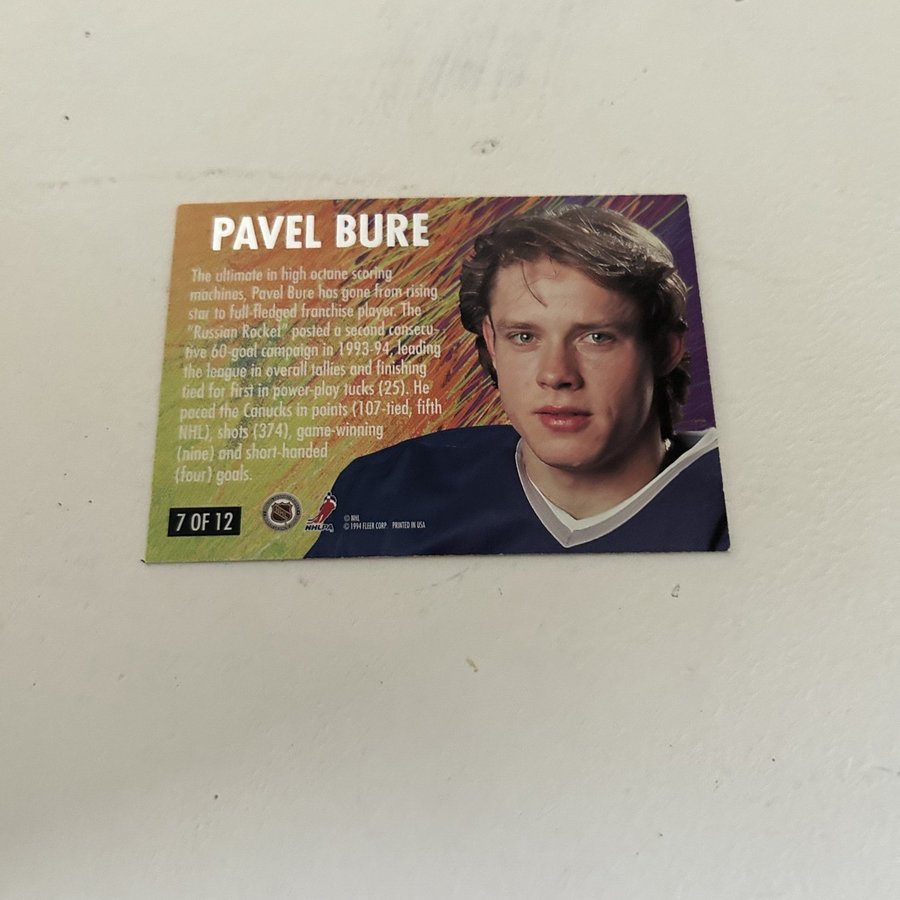 PAVEL BURE
The ultimate in high octane scoring
machines, Pavel Bure has gone from rising
star to full-fledged franchise player. The
"Russian Rocket" posted a second consecu-
tive 60-goal campaign in 1993-94, leading
the league in overall tallies and finishing
tied for first in power-play tucks (25). He
paced the Canucks in points (107-tied, fifth
NHL), shots (374), game-winning
(nine) and short-handed
(four) goals.
7 OF 12
NHLPA
© NHL
© 1994 FLEER CORP. PRINTED IN USA